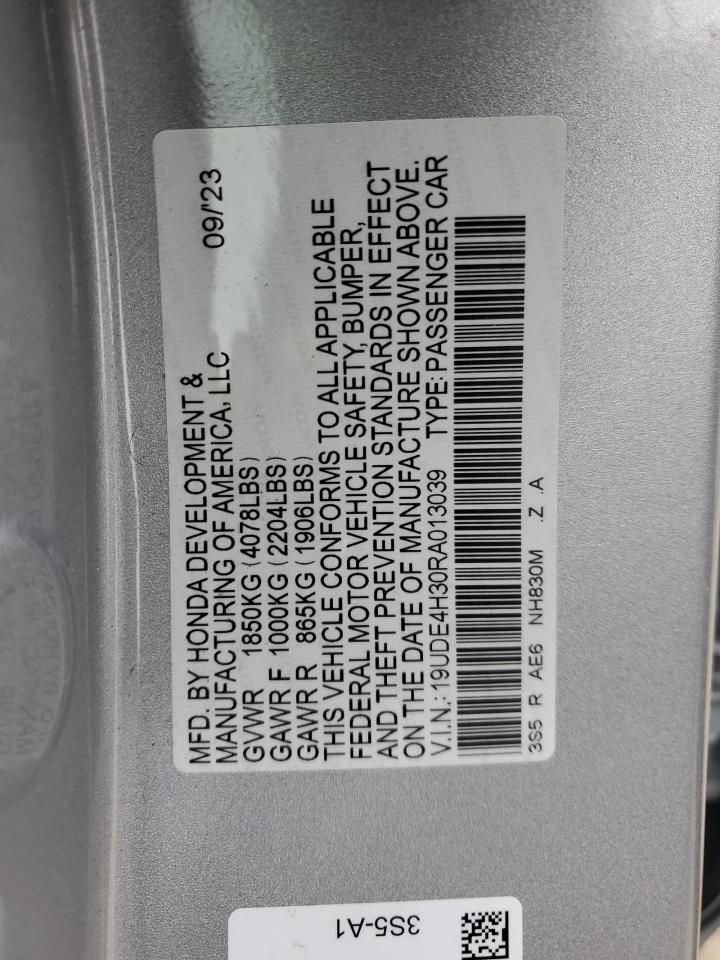 MFD. BY HONDA DEVELOPMENT &
MANUFACTURING OF AMERICA, LLC 09/'23
GVWR 1850KG (4078LBS)
GAWR F 1000KG (2204LBS)
GAWR R 865KG (1906LBS)
THIS VEHICLE CONFORMS TO ALL APPLICABLE
FEDERAL MOTOR VEHICLE SAFETY, BUMPER,
AND THEFT PREVENTION STANDARDS IN EFFECT
ON THE DATE OF MANUFACTURE SHOWN ABOVE.
V.I.N.: 19UDE4H30RA013039 TYPE: PASSENGER CAR
3S5 R AE6 NH830M .Z .A
3S5-A1